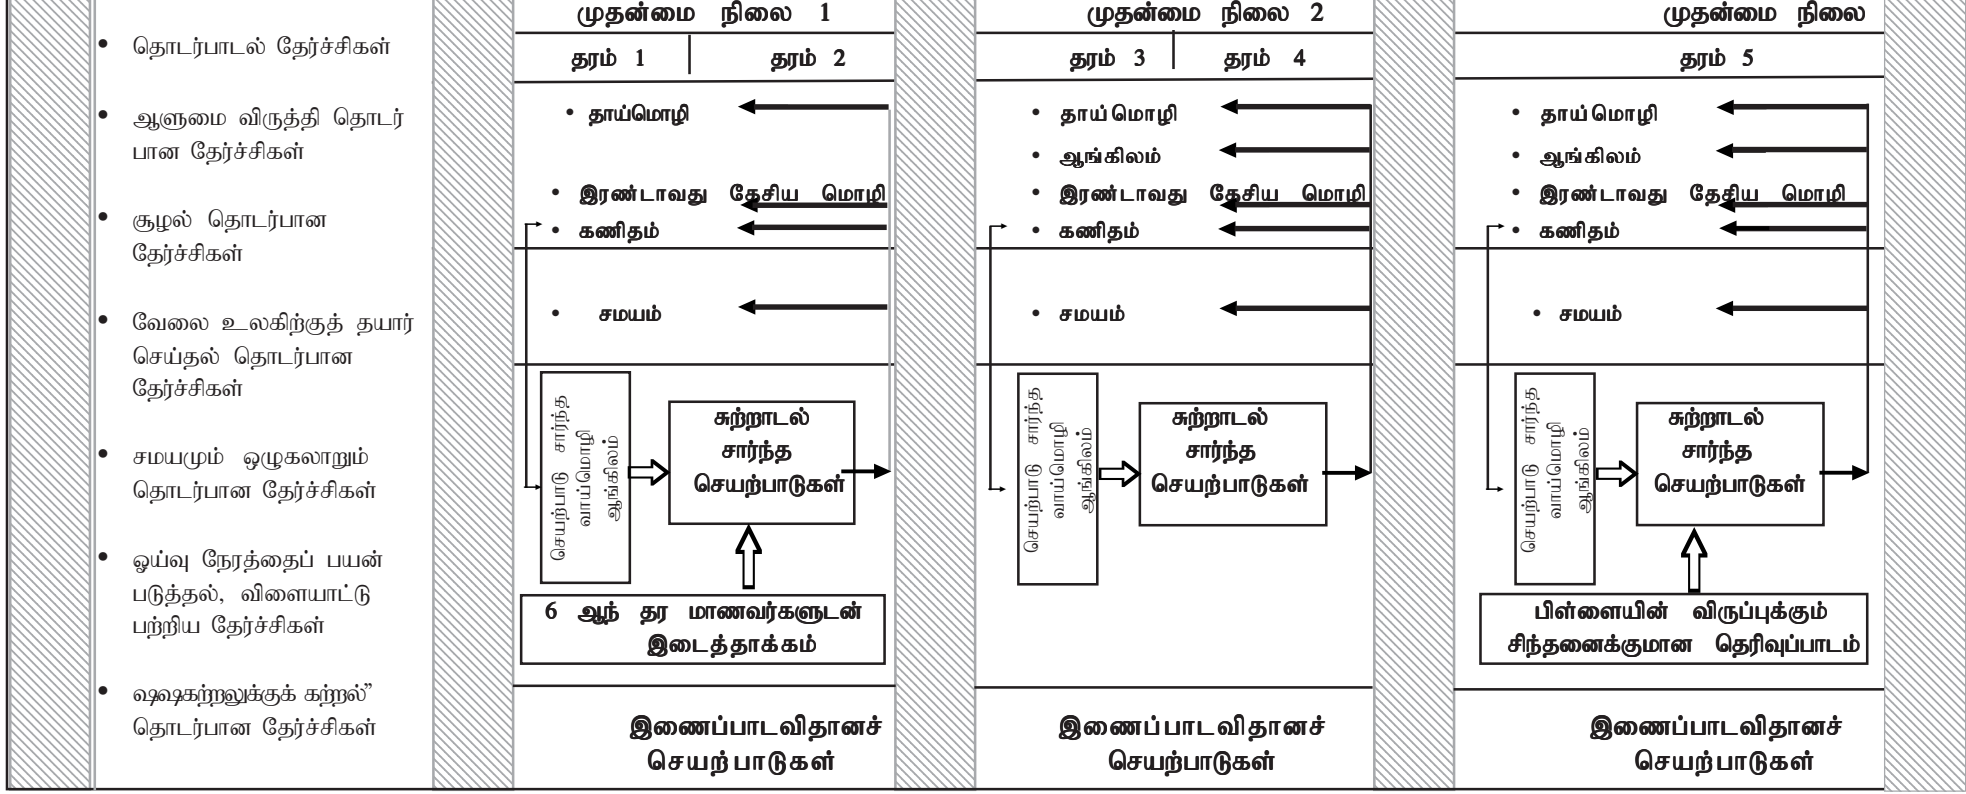 • தொடர்பாடல் தேர்ச்சிகள்
• ஆளுமை விருத்தி தொடர்
பான தேர்ச்சிகள்
• சூழல் தொடர்பான
தேர்ச்சிகள்
• வேலை உலகிற்குத் தயார்
செய்தல் தொடர்பான
தேர்ச்சிகள்
• சமயமும் ஒழுகலாறும்
தொடர்பான தேர்ச்சிகள்
• ஓய்வு நேரத்தைப் பயன்
படுத்தல், விளையாட்டு
பற்றிய தேர்ச்சிகள்
• ஷஷகற்றலுக்குக் கற்றல்”
தொடர்பான தேர்ச்சிகள்
முதன்மை நிலை 1
தரம் 1
தரம் 2
• தாய்மொழி
• இரண்டாவது தேசிய மொழி
• கணிதம்
• சமயம்
செயற்பாடு சார்ந்த
வாய்மொழி
ஆங்கிலம்
சுற்றாடல்
சார்ந்த
செயற்பாடுகள்
6 ஆந் தர மாணவர்களுடன்
இடைத்தாக்கம்
இணைப்பாடவிதானச்
செயற்பாடுகள்
முதன்மை நிலை 2
தரம் 3
தரம் 4
• தாய்மொழி
• ஆங்கிலம்
• இரண்டாவது தேசிய மொழி
• கணிதம்
• சமயம்
செயற்பாடு சார்ந்த
வாய்மொழி
ஆங்கிலம்
சுற்றாடல்
சார்ந்த
செயற்பாடுகள்
இணைப்பாடவிதானச்
செயற்பாடுகள்
முதன்மை நிலை
தரம் 5
• தாய்மொழி
• ஆங்கிலம்
• இரண்டாவது தேசிய மொழி
• கணிதம்
• சமயம்
செயற்பாடு சார்ந்த
வாய்மொழி
ஆங்கிலம்
சுற்றாடல்
சார்ந்த
செயற்பாடுகள்
பிள்ளையின் விருப்புக்கும்
சிந்தனைக்குமான தெரிவுப்பாடம்
இணைப்பாடவிதானச்
செயற்பாடுகள்